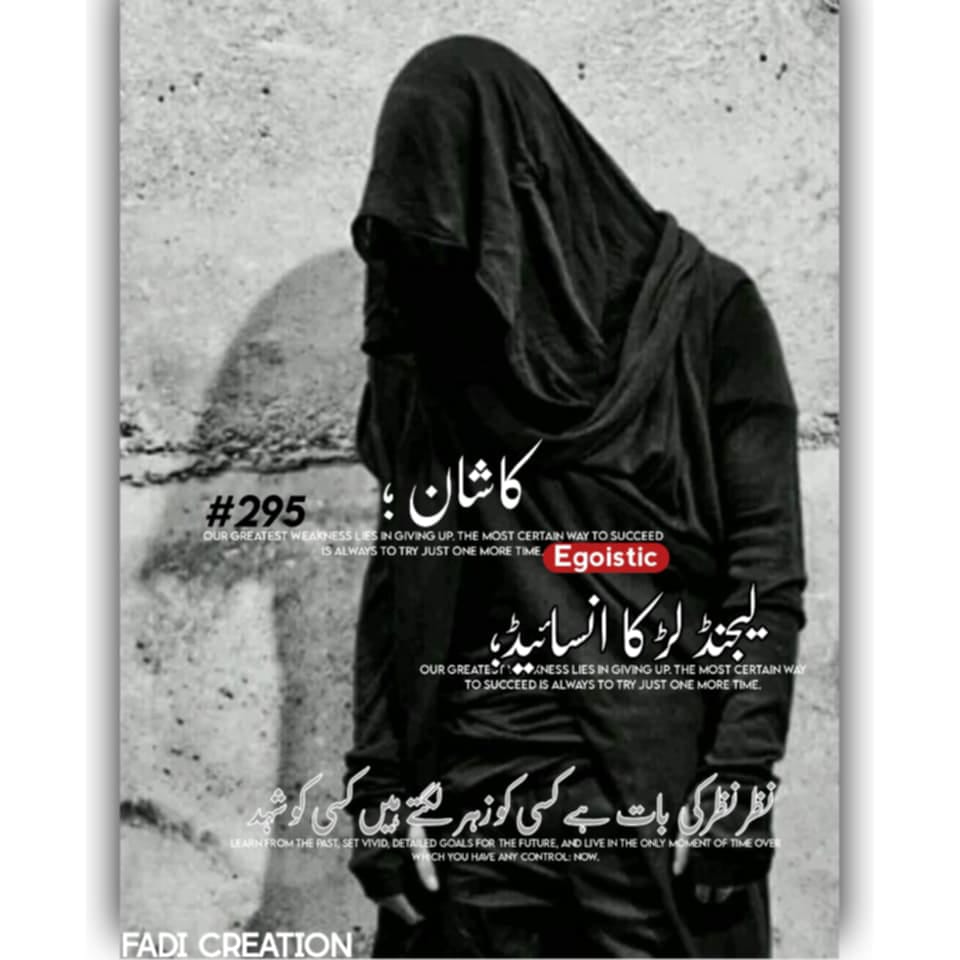 کاشان ؛
#295
OUR GREATEST WEAKNESS LIES IN GIVING UP. THE MOST CERTAIN WAY TO SUCCEED
IS ALWAYS TO TRY JUST ONE MORE TIME.
Egoistic
لیجنڈ لڑکا انسائیڈ؛
OUR GREATEST WEAKNESS LIES IN GIVING UP. THE MOST CERTAIN WAY
TO SUCCEED IS ALWAYS TO TRY JUST ONE MORE TIME.
نظر نظر کی بات ہے کسی کو زہر لگتے ہیں کسی کو شہد
LEARN FROM THE PAST, SET VIVID, DETAILED GOALS FOR THE FUTURE, AND LIVE IN THE ONLY MOMENT OF TIME OVER
WHICH YOU HAVE ANY CONTROL: NOW.
FADI CREATION